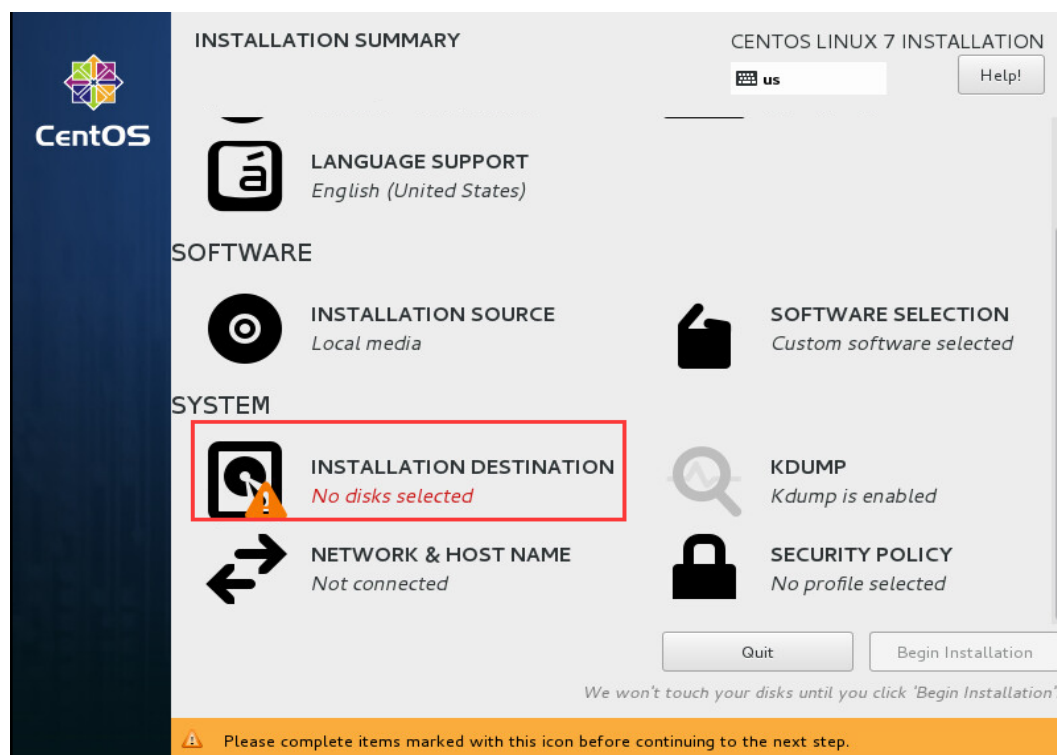 INSTALLATION SUMMARY
CENTOS LINUX 7 INSTALLATION
us
Help!
CentOS
á
LANGUAGE SUPPORT
English (United States)
SOFTWARE
INSTALLATION SOURCE
Local media
SOFTWARE SELECTION
Custom software selected
SYSTEM
INSTALLATION DESTINATION
No disks selected
KDUMP
Kdump is enabled
NETWORK & HOST NAME
Not connected
SECURITY POLICY
No profile selected
Quit
Begin Installation
We won't touch your disks until you click 'Begin Installation'.
Please complete items marked with this icon before continuing to the next step.